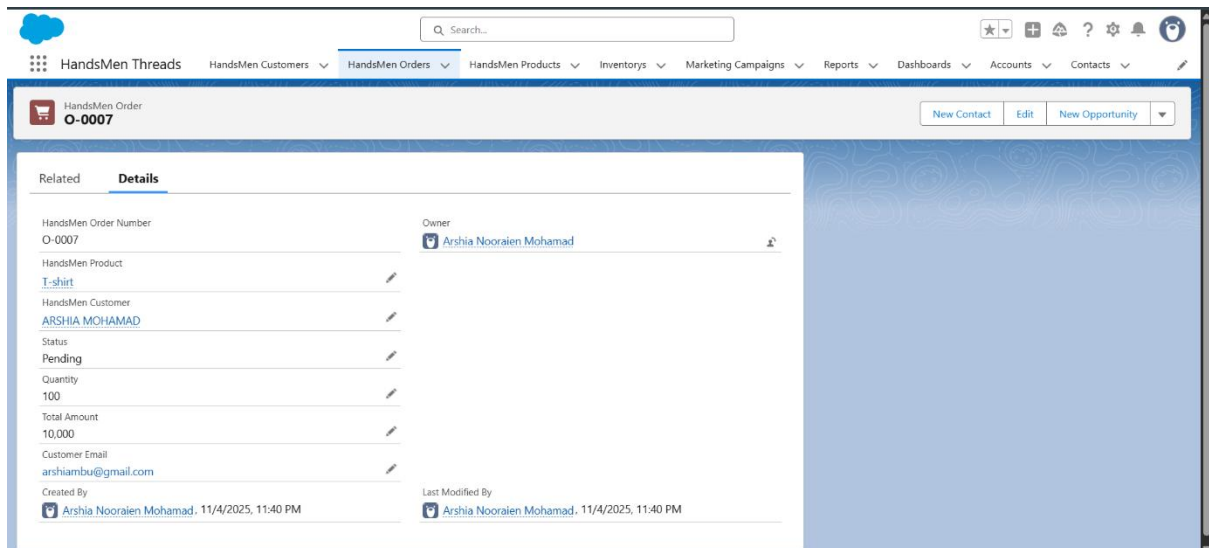 Search...
HandsMen Threads
HandsMen Customers
HandsMen Orders
HandsMen Products
Inventorys
Marketing Campaigns
Reports
Dashboards
Accounts
Contacts
HandsMen Order
O-0007
New Contact
Edit
New Opportunity
Related
Details
HandsMen Order Number
O-0007
Owner
Arshia Nooraien Mohamad
HandsMen Product
T-shirt
HandsMen Customer
ARSHIA MOHAMAD
Status
Pending
Quantity
100
Total Amount
10,000
Customer Email
arshiambu@gmail.com
Created By
Arshia Nooraien Mohamad, 11/4/2025, 11:40 PM
Last Modified By
Arshia Nooraien Mohamad, 11/4/2025, 11:40 PM